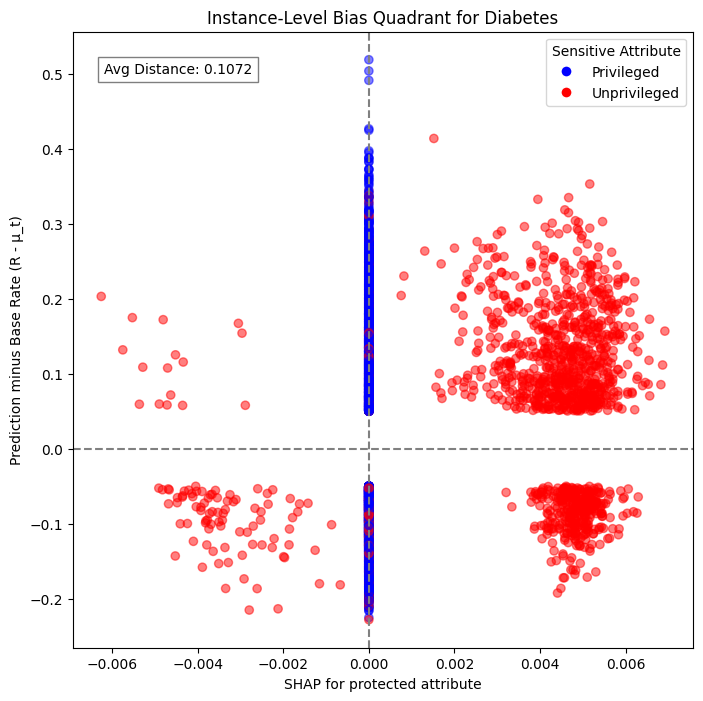 Instance-Level Bias Quadrant for Diabetes
Avg Distance: 0.1072
Sensitive Attribute
Privileged
Unprivileged
Prediction minus Base Rate (R - μ_t)
0.5
0.4
0.3
0.2
0.1
0.0
−0.1
−0.2
−0.006
−0.004
−0.002
0.000
0.002
0.004
0.006
SHAP for protected attribute